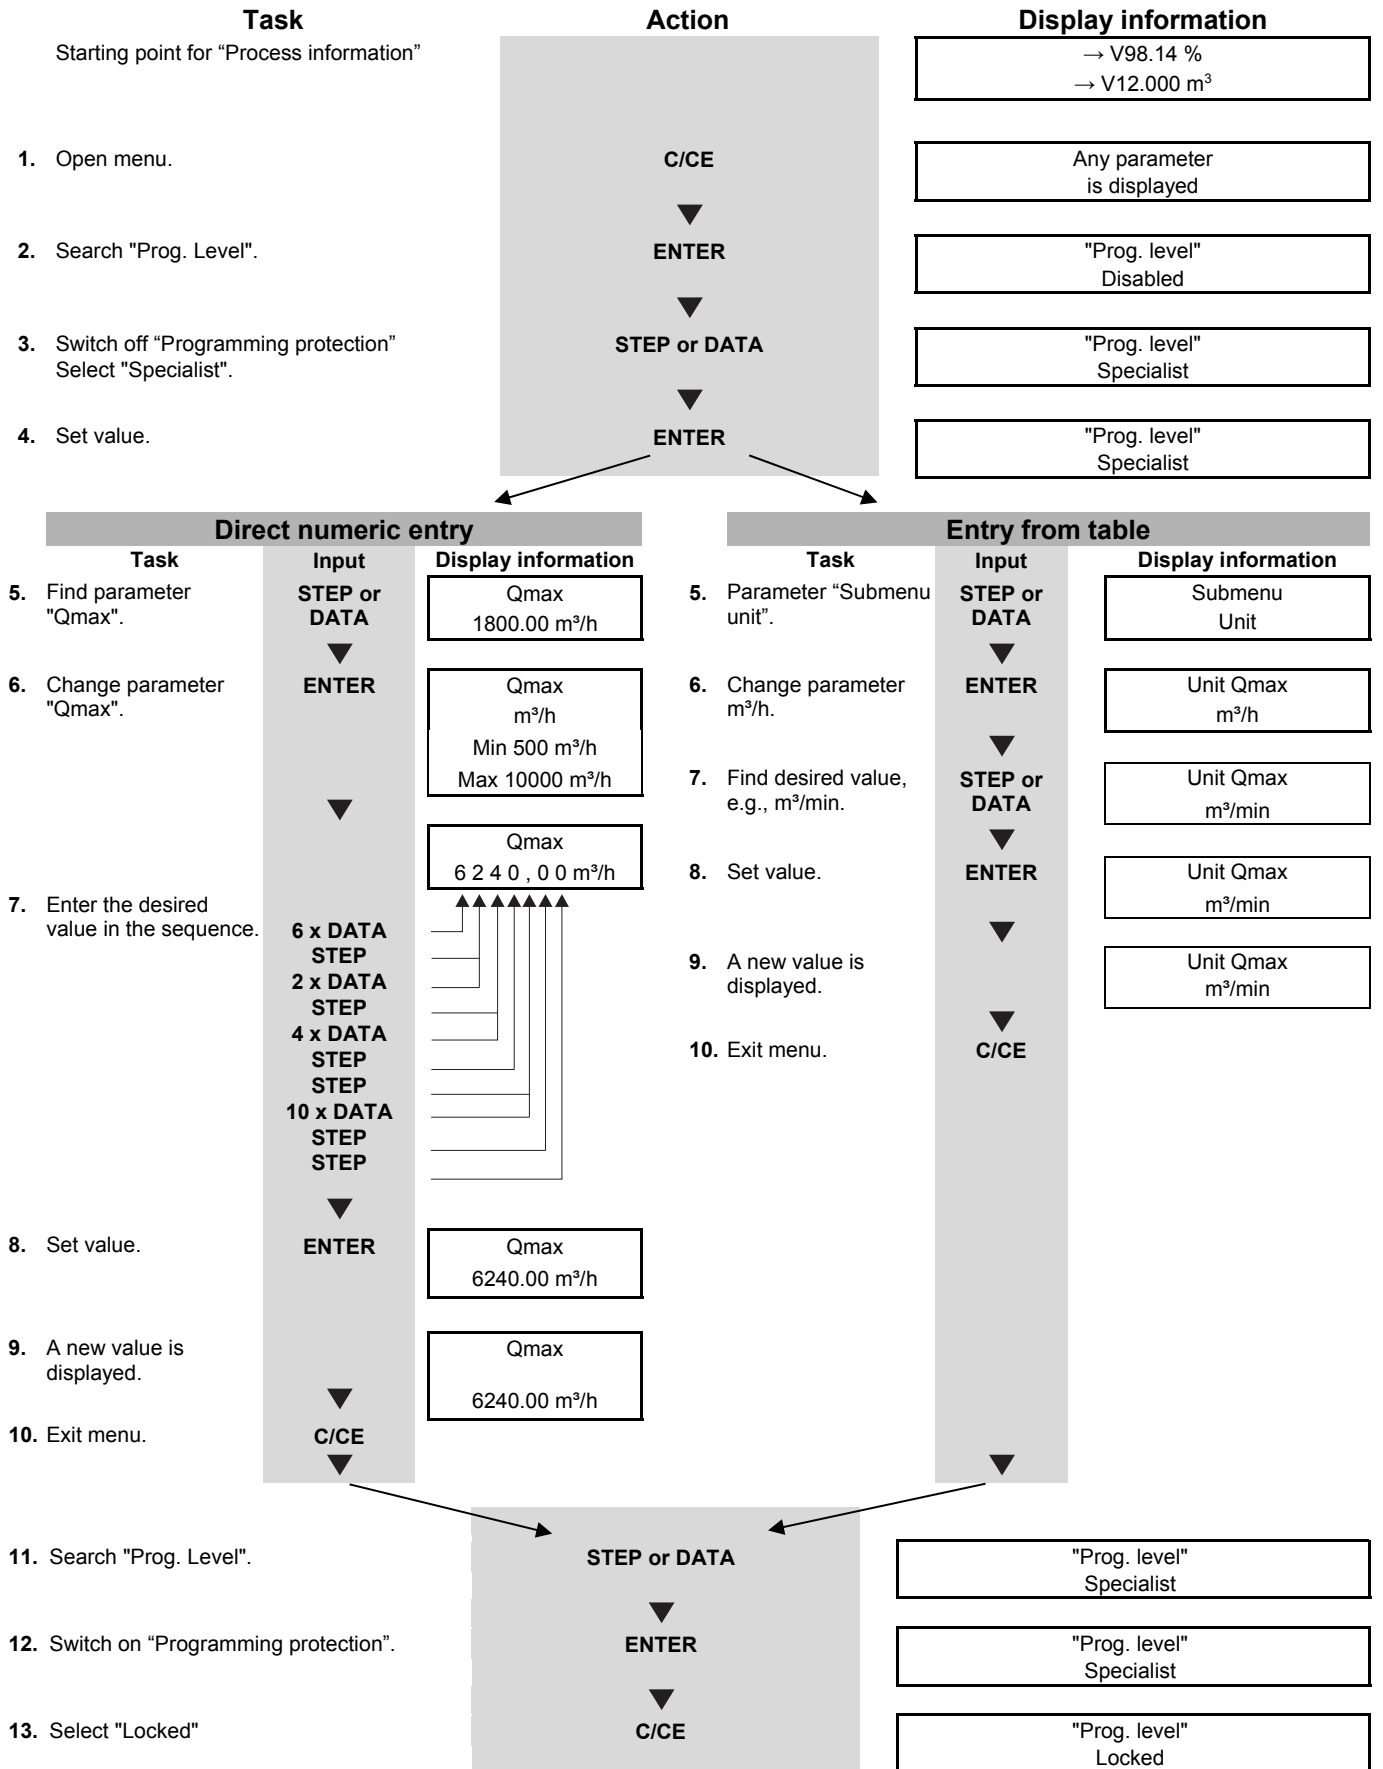 Task Action Display information
Starting point for “Process information”
→ V98.14 %
→ V12.000 m³
1. Open menu. C/CE
Any parameter
is displayed
2. Search "Prog. Level". ENTER
"Prog. level"
Disabled
3. Switch off “Programming protection”
Select "Specialist".
STEP or DATA
"Prog. level"
Specialist
4. Set value. ENTER
"Prog. level"
Specialist
Direct numeric entry
Task Input Display information
5. Find parameter
"Qmax".
STEP or
DATA
Qmax
1800.00 m³/h
6. Change parameter
"Qmax".
ENTER
Qmax
m³/h
Min 500 m³/h
Max 10000 m³/h
Qmax
6 2 4 0 , 0 0 m³/h
7. Enter the desired
value in the sequence.
6 x DATA
STEP
2 x DATA
STEP
4 x DATA
STEP
STEP
10 x DATA
STEP
STEP
8. Set value. ENTER
Qmax
6240.00 m³/h
9. A new value is
displayed.
Qmax
6240.00 m³/h
10. Exit menu. C/CE
Entry from table
Task Input Display information
5. Parameter “Submenu
unit”.
STEP or
DATA
Submenu
Unit
6. Change parameter
m³/h.
ENTER
Unit Qmax
m³/h
7. Find desired value,
e.g., m³/min.
STEP or
DATA
Unit Qmax
m³/min
8. Set value. ENTER
Unit Qmax
m³/min
9. A new value is
displayed.
Unit Qmax
m³/min
10. Exit menu. C/CE
11. Search "Prog. Level". STEP or DATA
"Prog. level"
Specialist
12. Switch on “Programming protection”. ENTER
"Prog. level"
Specialist
13. Select "Locked" C/CE
"Prog. level"
Locked